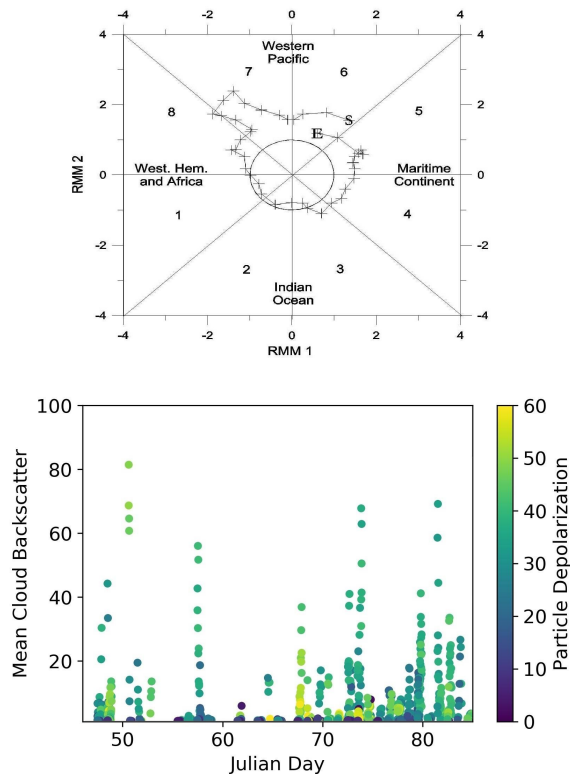 -4 -2 0 2 4
Western
Pacific
7 6
8 5
S
E
West. Hem.
and Africa
Maritime
Continent
1 4
2 3
Indian
Ocean
4
2
0
-2
-4
4
2
0
-2
-4
RMM 2
-4 -2 0 2 4
RMM 1
100
80
60
40
20
Mean Cloud Backscatter
50 60 70 80
Julian Day
60
50
40
30
20
10
0
Particle Depolarization